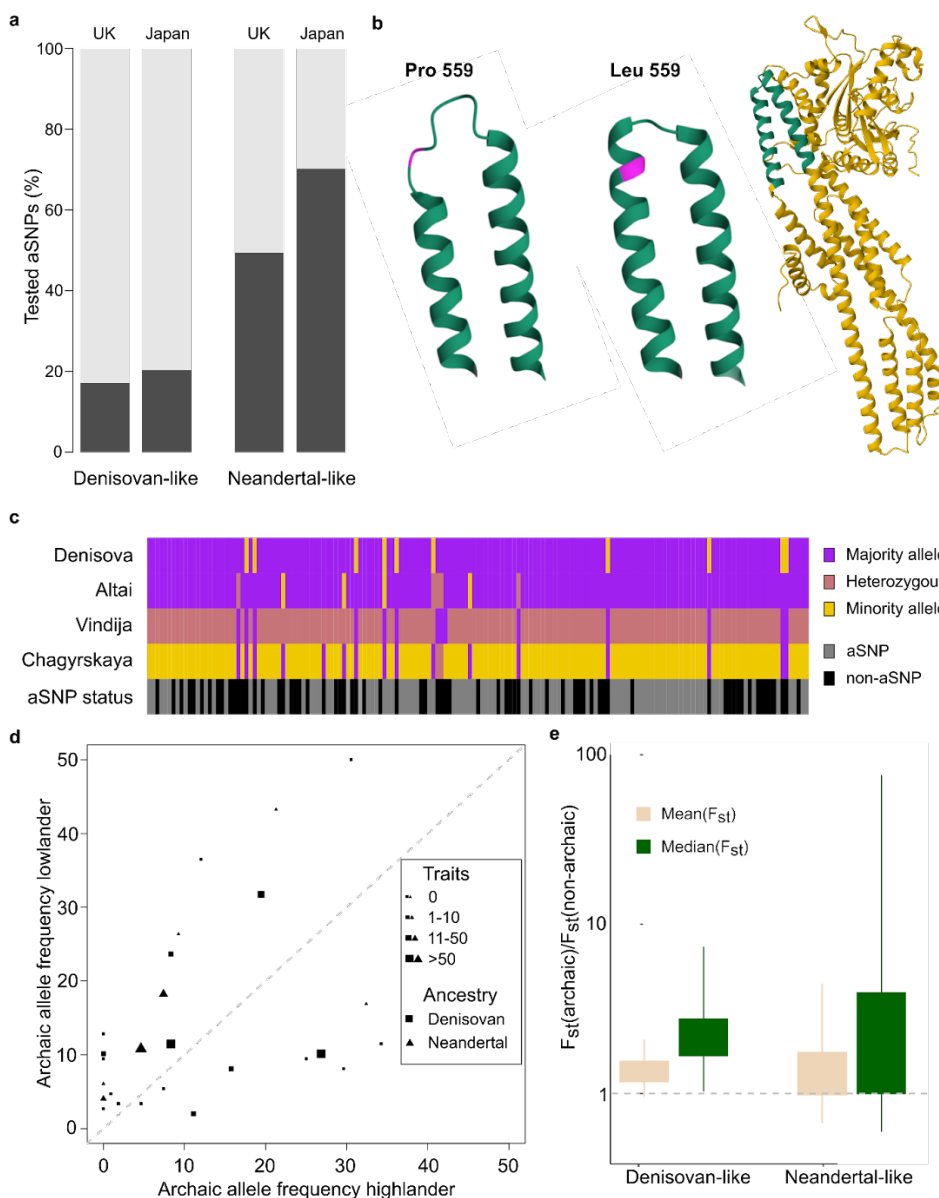 a
UK Japan UK Japan
100
80
60
40
20
0
Tested aSNPs (%)
Denisovan-like Neandertal-like
b
Pro 559 Leu 559
c
Denisova
Altai
Vindija
Chagyrskaya
aSNP status
Majority allele
Heterozygou
Minority allele
aSNP
non-aSNP
d
50
40
30
20
10
0
Archaic allele frequency lowlander
0 10 20 30 40 50
Archaic allele frequency highlander
Traits
0
1-10
11-50
>50
Ancestry
Denisovan
Neandertal
e
100
10
1
Fst(archaic)/Fst(non-archaic)
Mean(Fst)
Median(Fst)
Denisovan-like Neandertal-like